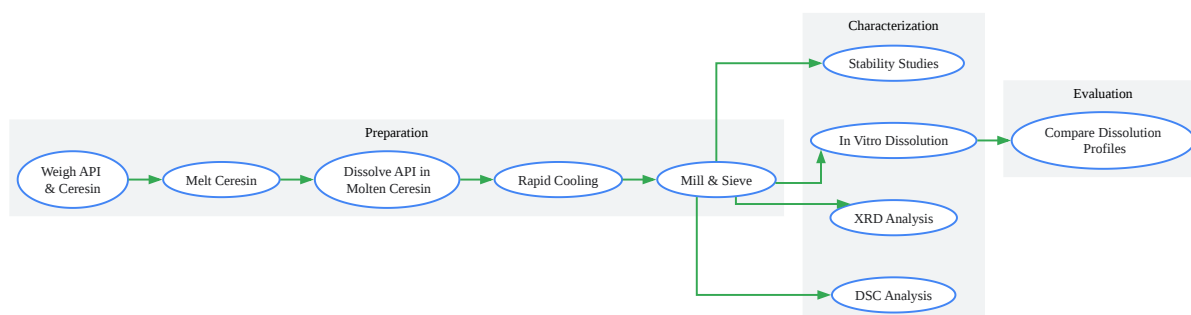 Preparation
Weigh API
& Ceresin
Melt Ceresin
Dissolve API in
Molten Ceresin
Rapid Cooling
Mill & Sieve
Characterization
Stability Studies
In Vitro Dissolution
XRD Analysis
DSC Analysis
Evaluation
Compare Dissolution
Profiles